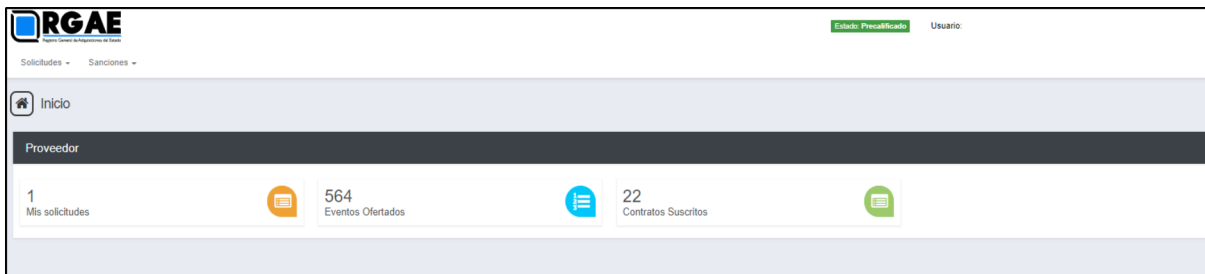 RGAE
Registro General de Adquisiciones del Estado
Estado: Precalificado
Usuario:
Solicitudes
Sanciones
Inicio
Proveedor
1
Mis solicitudes
564
Eventos Ofertados
22
Contratos Suscritos